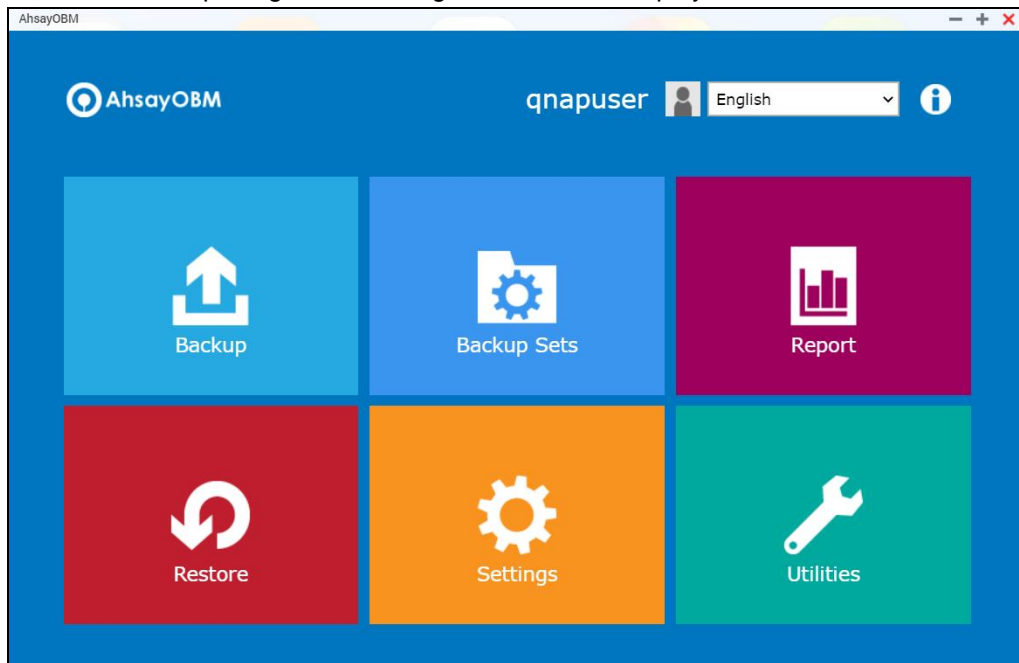 AhsayOBM
AhsayOBM
qnapuser
English
Backup
Backup Sets
Report
Restore
Settings
Utilities